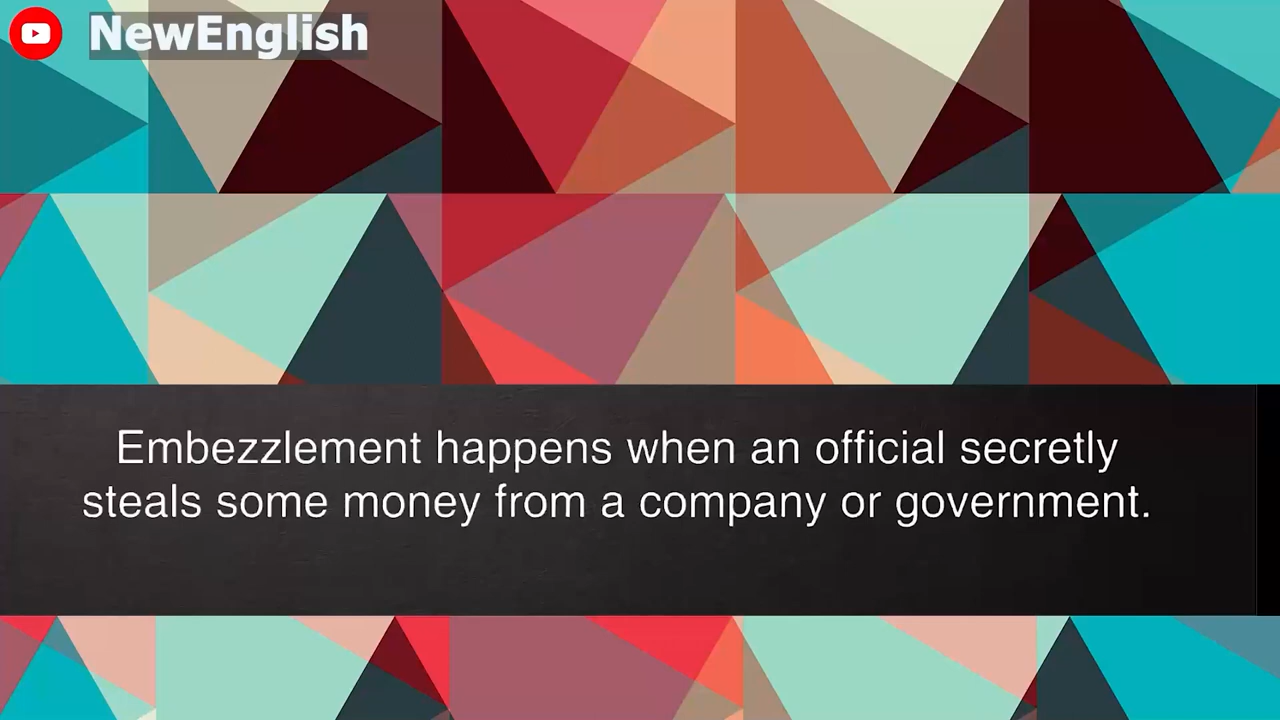 NewEnglish
Embezzlement happens when an official secretly
steals some money from a company or government.